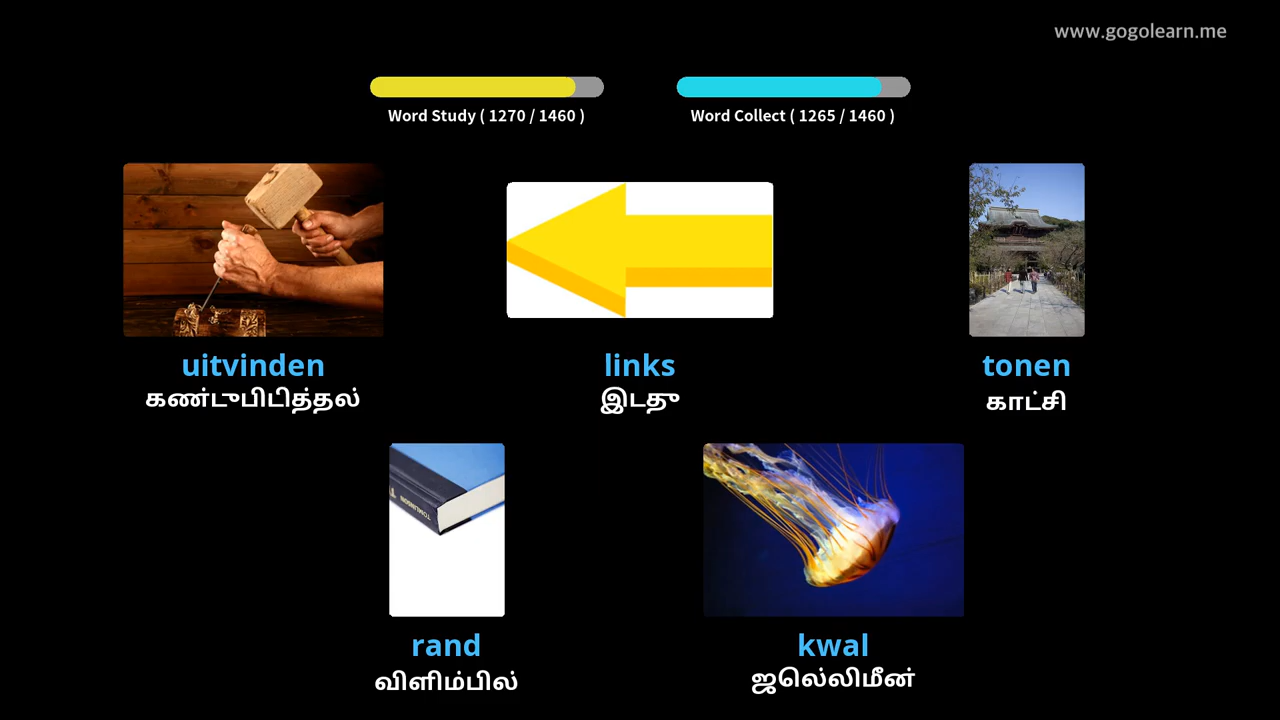 www.gogolearn.me
Word Study ( 1270 / 1460 )
Word Collect ( 1265 / 1460 )
uitvinden
கண்டுபிடித்தல்
links
இடது
tonen
காட்சி
TOMLINSON
rand
விளிம்பில்
kwal
ஜெல்லிமீன்